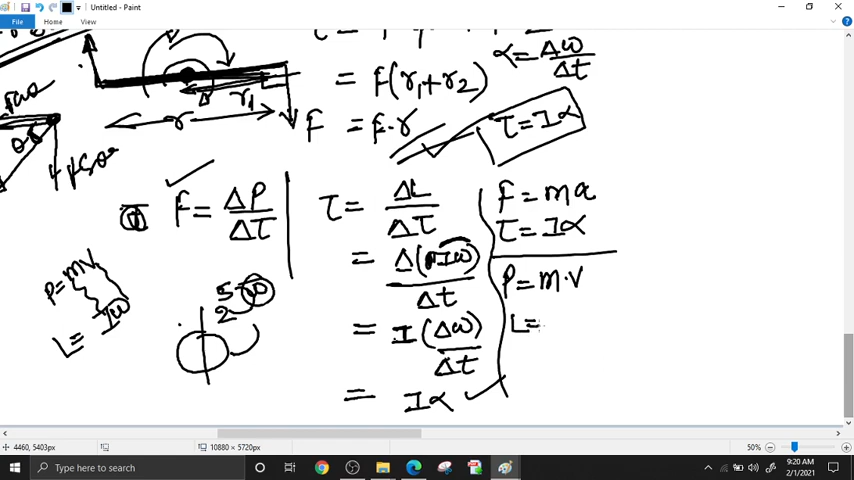 Untitled - Paint
File Home View
α = Δω/Δt
= F(r₁+r₂)
r₁
r
F = F·r
τ = Iα
F = ΔP/ΔT
τ = ΔL/ΔT
F = ma
τ = Iα
= Δ(Iω)/Δt
P = m·V
P = mV
L = Iω
L =
= I(Δω)/Δt
= Iα
4460, 5403px
10880 × 5720px
50%
Type here to search
9:20 AM
2/1/2021